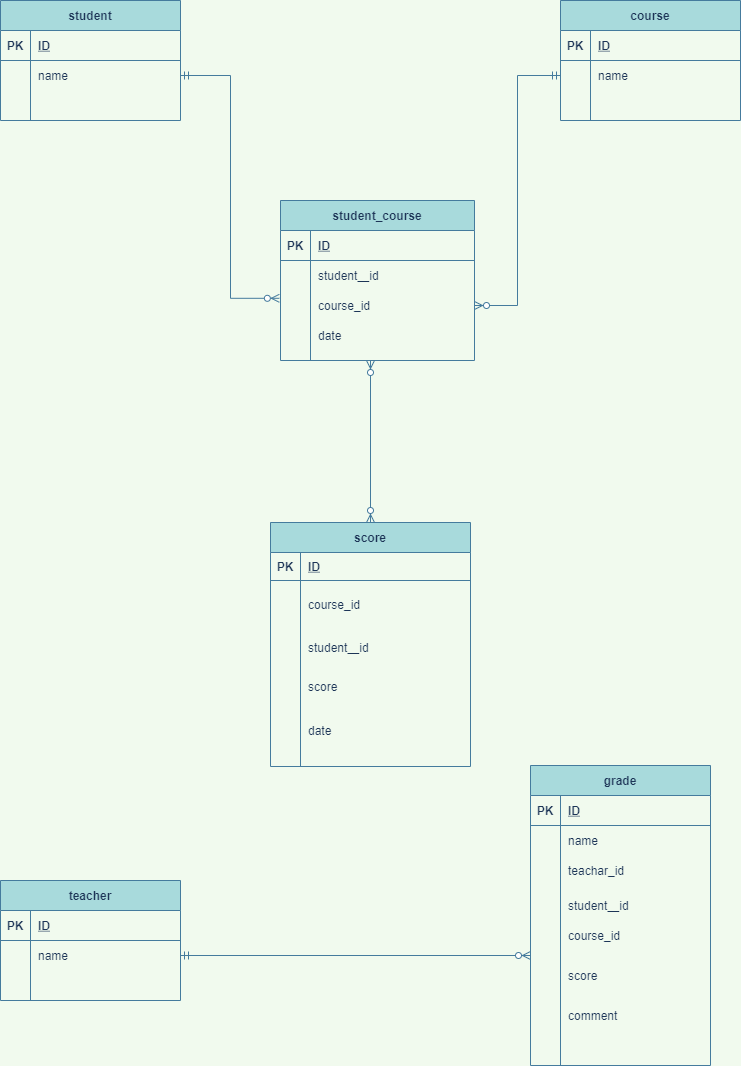 student
PK ID
name
course
PK ID
name
student_course
PK ID
student__id
course_id
date
score
PK ID
course_id
student__id
score
date
grade
PK ID
name
teachar_id
student__id
course_id
score
comment
teacher
PK ID
name